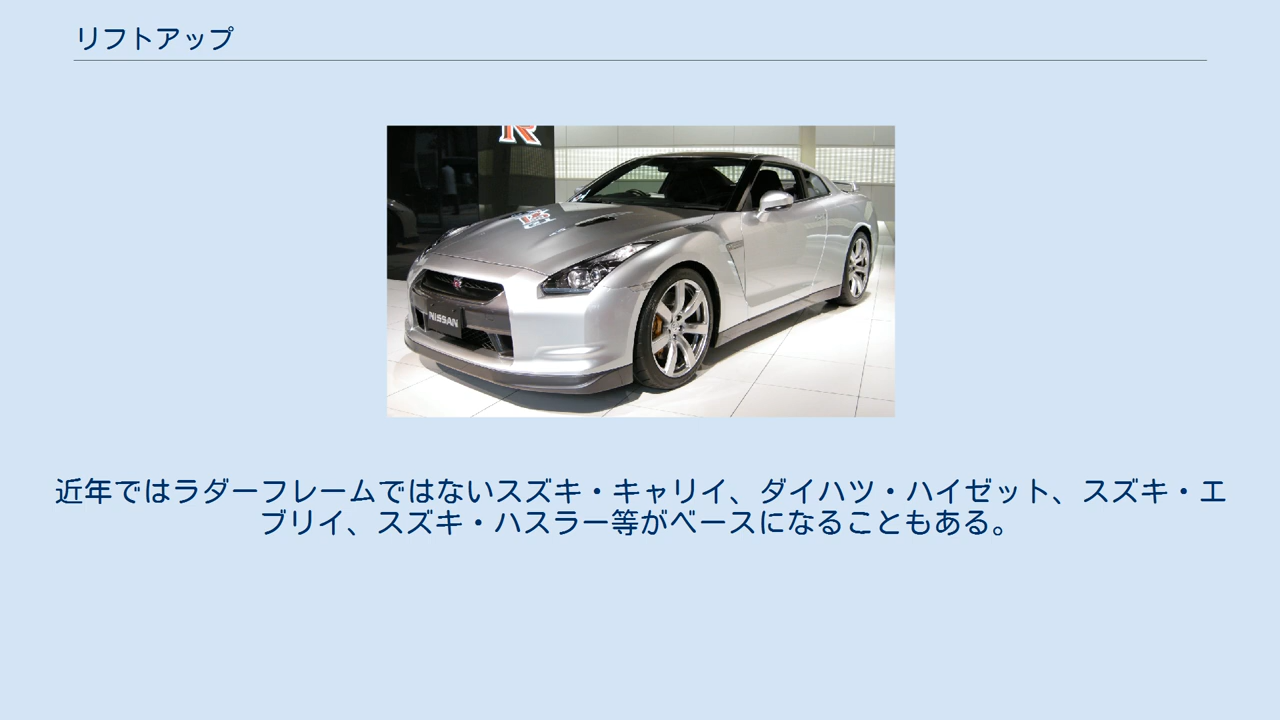 リフトアップ
R
NISSAN
近年ではラダーフレームではないスズキ・キャリイ、ダイハツ・ハイゼット、スズキ・エ
ブリイ、スズキ・ハスラー等がベースになることもある。